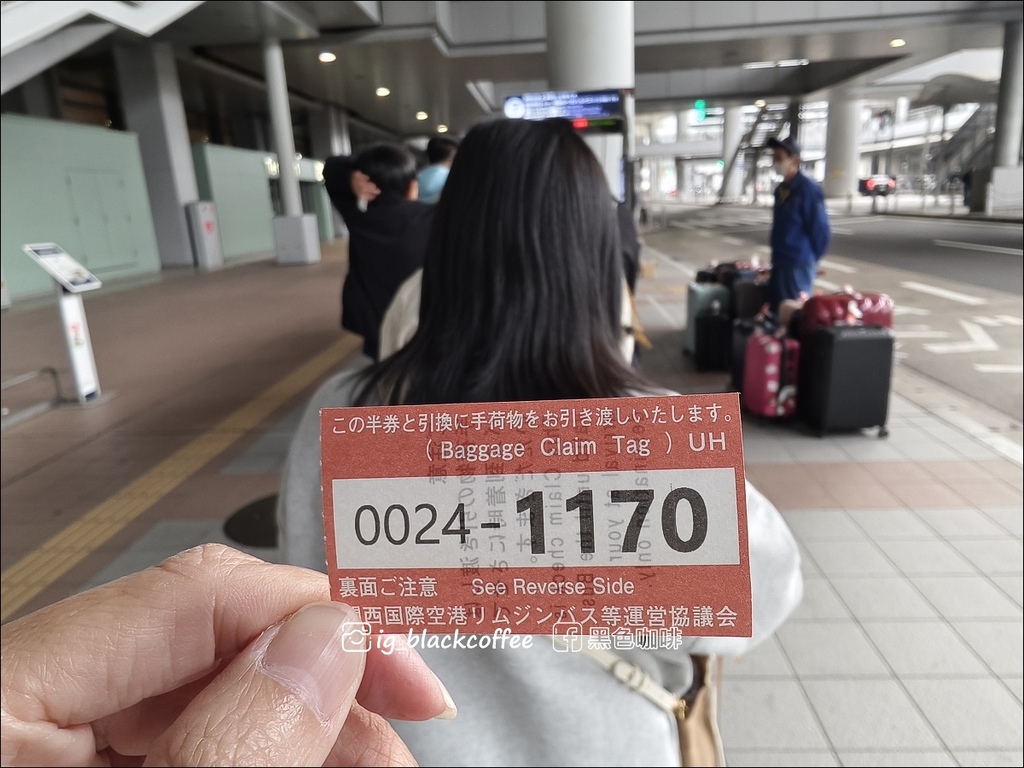 この半券と引換に手荷物をお引き渡しいたします。
(Baggage Claim Tag) UH
0024-1170
裏面ご注意 See Reverse Side
西国際空港リムジンバス等運営協議会
ig_blackcoffee 黑色咖啡